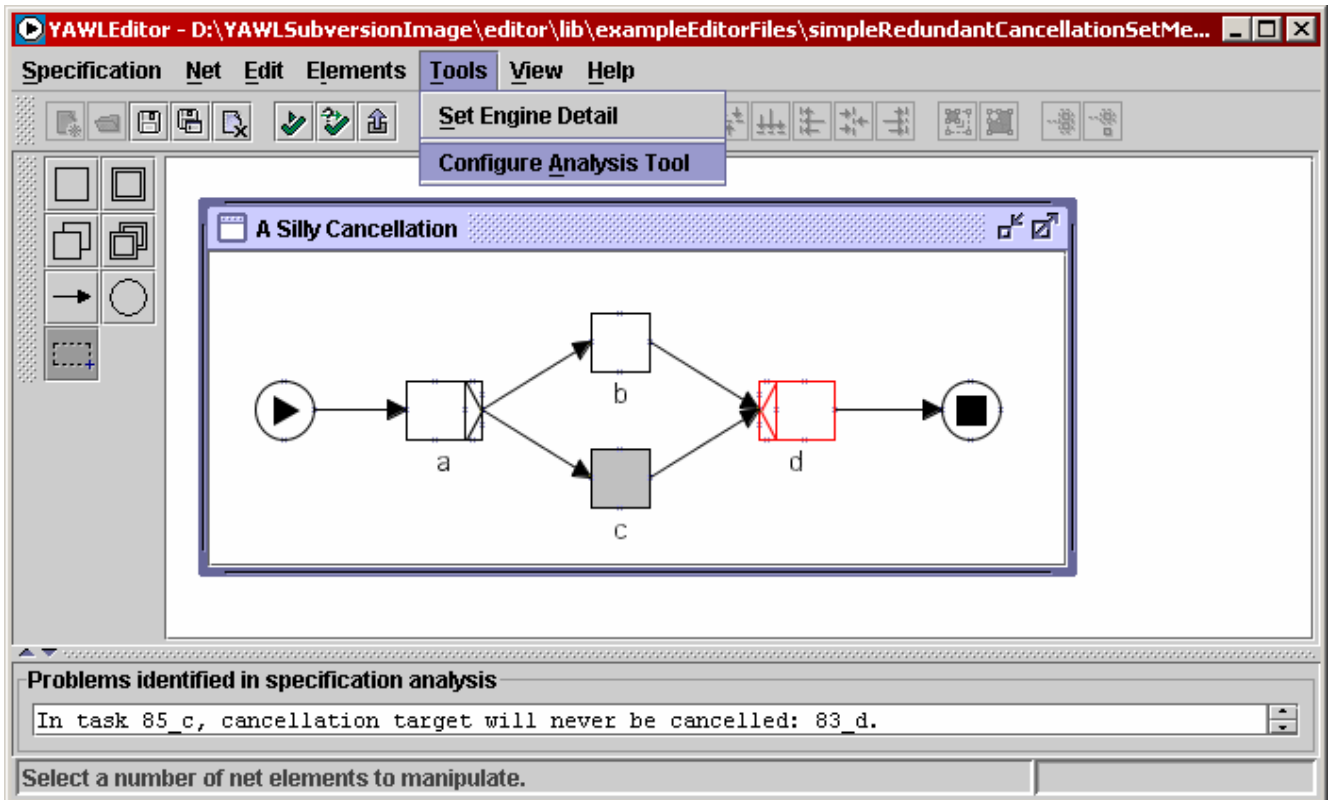 YAWLEditor - D:\YAWLSubversionImage\editor\lib\exampleEditorFiles\simpleRedundantCancellationSetMe...
Specification Net Edit Elements Tools View Help
Set Engine Detail
Configure Analysis Tool
A Silly Cancellation
b
a
d
c
Problems identified in specification analysis
In task 85_c, cancellation target will never be cancelled: 83_d.
Select a number of net elements to manipulate.